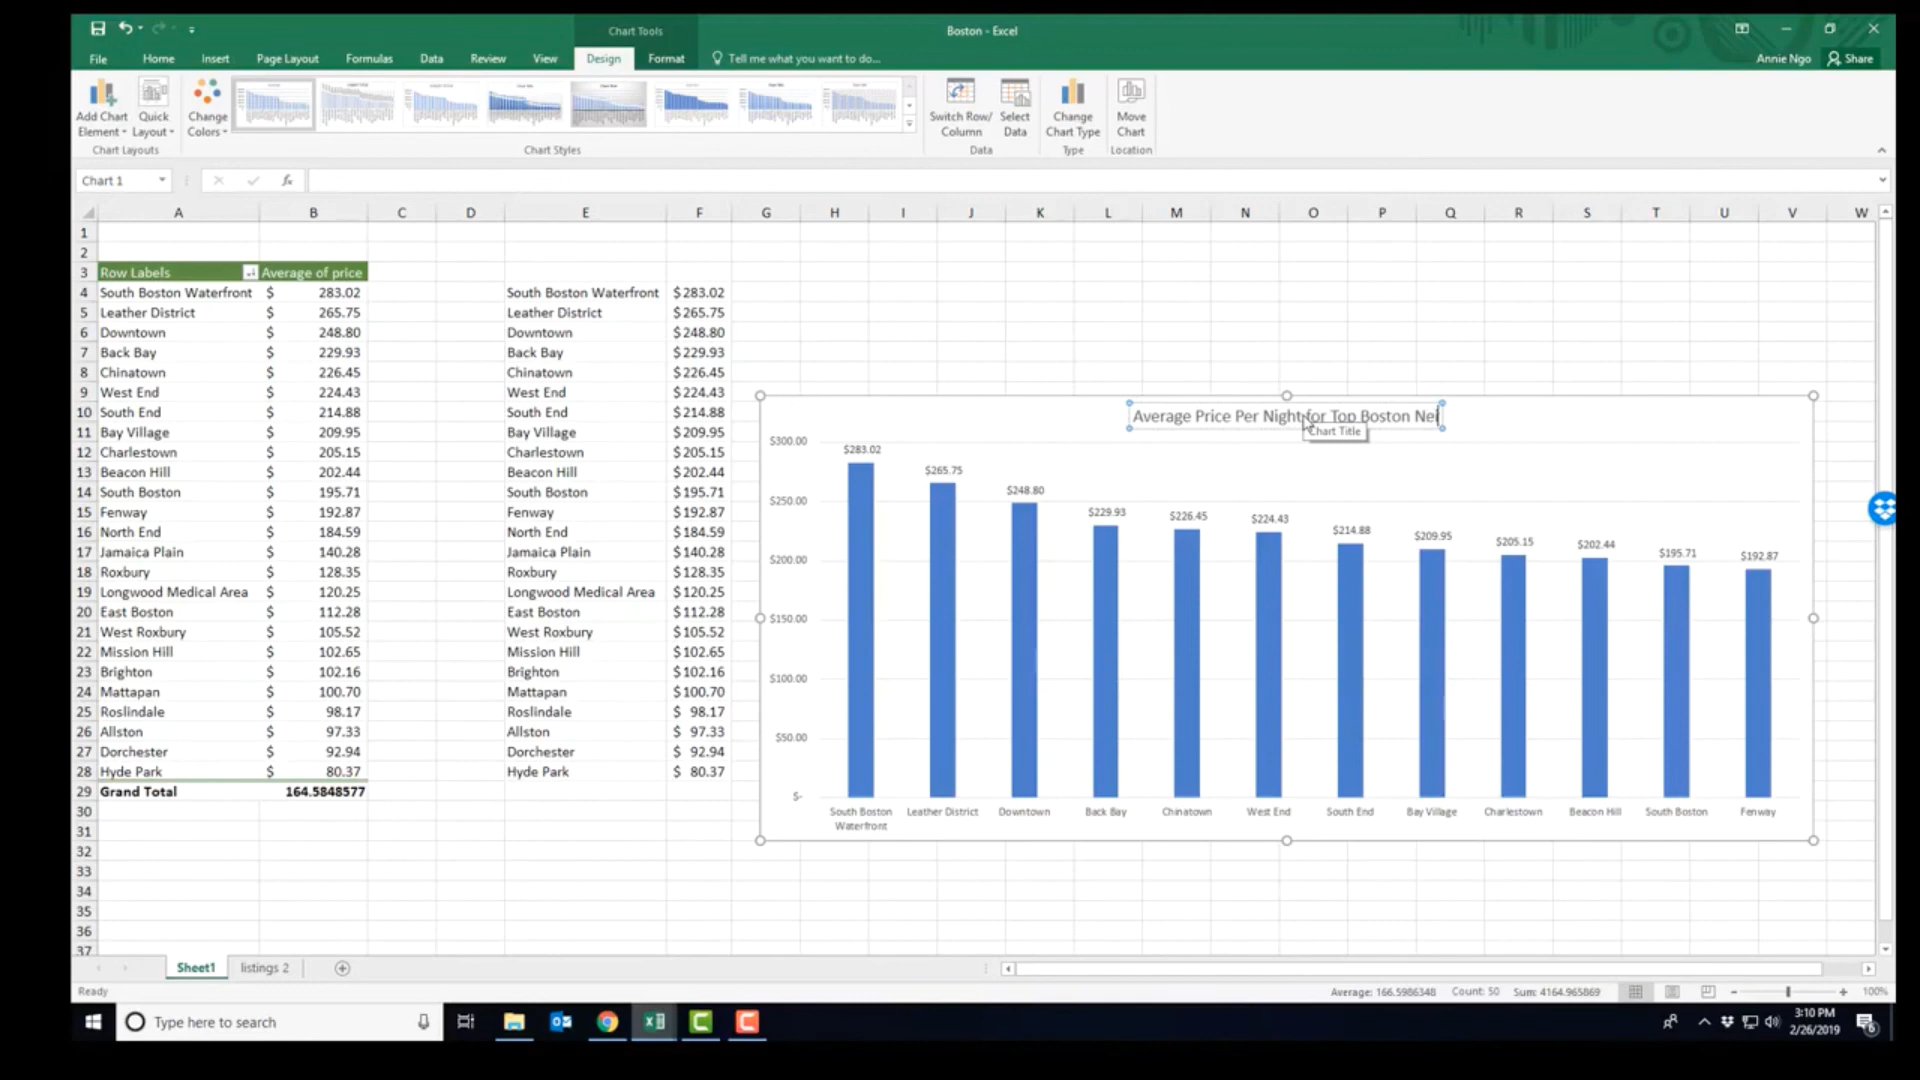 Chart Tools
Boston - Excel
File Home Insert Page Layout Formulas Data Review View Design Format Tell me what you want to do... Annie Ngo Share
Add Chart Element Quick Layout Change Colors Switch Row/ Column Select Data Change Chart Type Move Chart
Chart Layouts Chart Styles Data Type Location
Chart 1 fx
A B C D E F G H I J K L M N O P Q R S T U V W
1
2
3 Row Labels Average of price
4 South Boston Waterfront $ 283.02 South Boston Waterfront $283.02
5 Leather District $ 265.75 Leather District $265.75
6 Downtown $ 248.80 Downtown $248.80
7 Back Bay $ 229.93 Back Bay $229.93
8 Chinatown $ 226.45 Chinatown $226.45
9 West End $ 224.43 West End $224.43
10 South End $ 214.88 South End $214.88
11 Bay Village $ 209.95 Bay Village $209.95
12 Charlestown $ 205.15 Charlestown $205.15
13 Beacon Hill $ 202.44 Beacon Hill $202.44
14 South Boston $ 195.71 South Boston $195.71
15 Fenway $ 192.87 Fenway $192.87
16 North End $ 184.59 North End $184.59
17 Jamaica Plain $ 140.28 Jamaica Plain $140.28
18 Roxbury $ 128.35 Roxbury $128.35
19 Longwood Medical Area $ 120.25 Longwood Medical Area $120.25
20 East Boston $ 112.28 East Boston $112.28
21 West Roxbury $ 105.52 West Roxbury $105.52
22 Mission Hill $ 102.65 Mission Hill $102.65
23 Brighton $ 102.16 Brighton $102.16
24 Mattapan $ 100.70 Mattapan $100.70
25 Roslindale $ 98.17 Roslindale $ 98.17
26 Allston $ 97.33 Allston $ 97.33
27 Dorchester $ 92.94 Dorchester $ 92.94
28 Hyde Park $ 80.37 Hyde Park $ 80.37
29 Grand Total 164.5848577
30
31
32
33
34
35
36
37
Average Price Per Night for Top Boston Nei
Chart Title
$300.00
$250.00
$200.00
$150.00
$100.00
$50.00
$-
$283.02 $265.75 $248.80 $229.93 $226.45 $224.43 $214.88 $209.95 $205.15 $202.44 $195.71 $192.87
South Boston Waterfront Leather District Downtown Back Bay Chinatown West End South End Bay Village Charlestown Beacon Hill South Boston Fenway
Sheet1 listings 2
Ready Average: 166.5986348 Count: 50 Sum: 4164.965869 100%
Type here to search
3:10 PM
2/26/2019
6